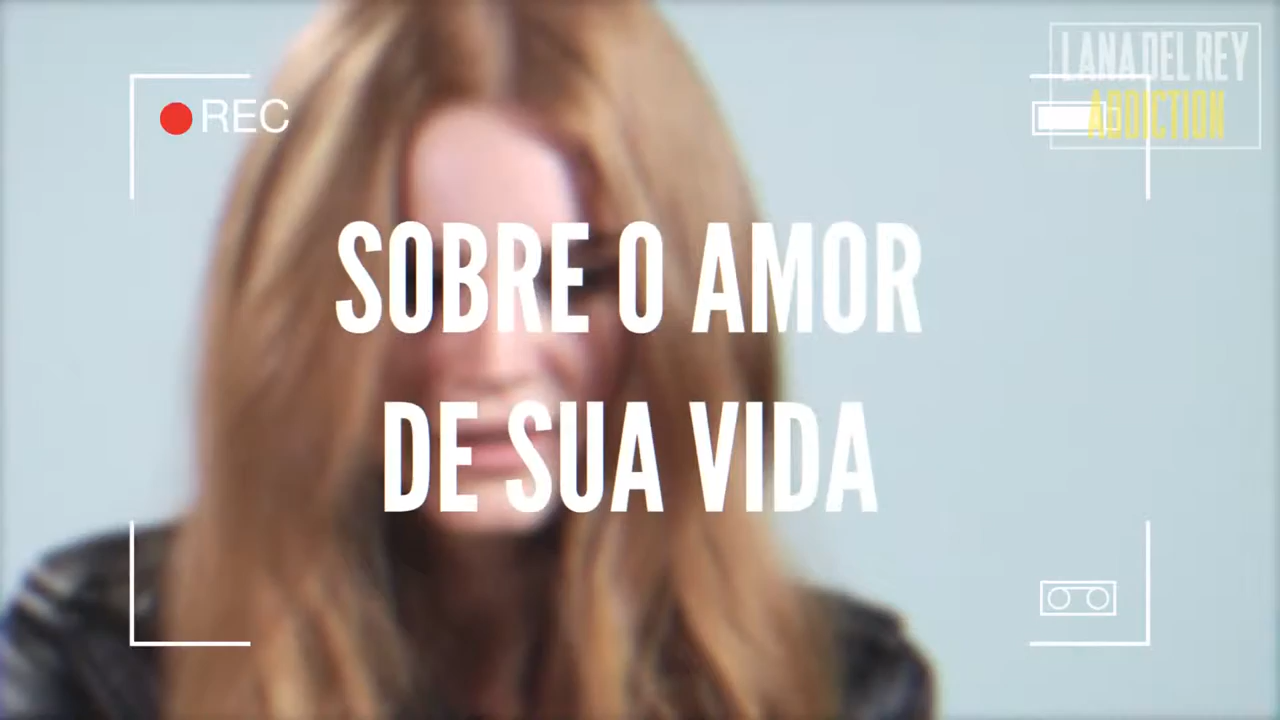 LANA DEL REY
ADDICTION
REC
SOBRE O AMOR
DE SUA VIDA